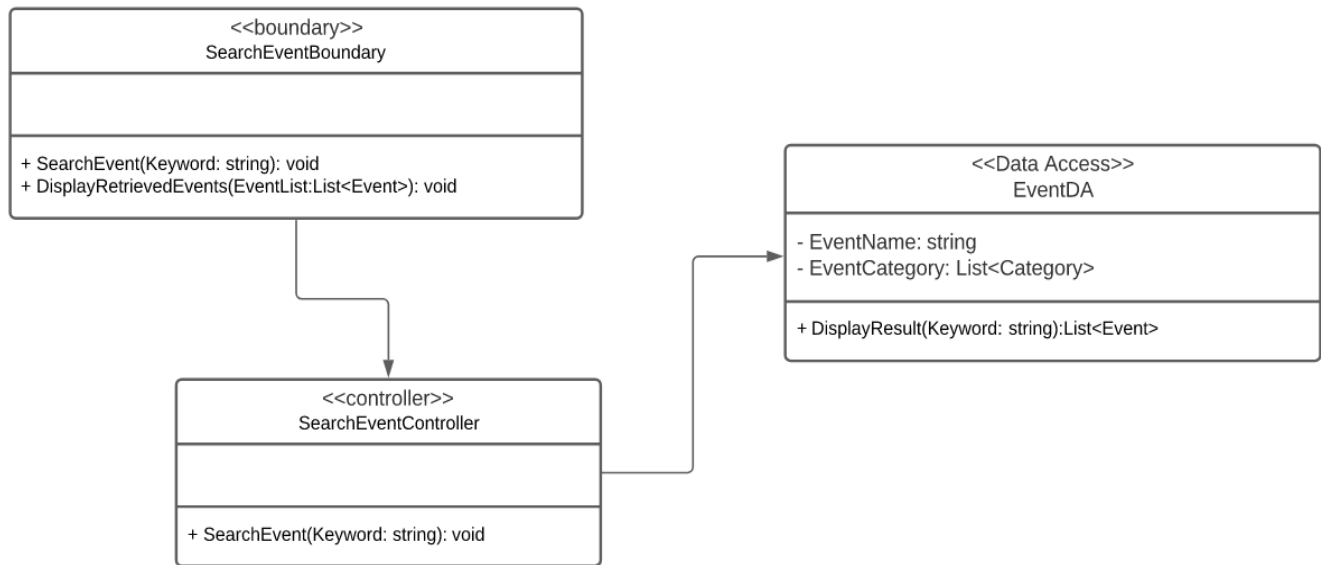 <<boundary>>
SearchEventBoundary
+ SearchEvent(Keyword: string): void
+ DisplayRetrievedEvents(EventList:List<Event>): void
<<Data Access>>
EventDA
- EventName: string
- EventCategory: List<Category>
+ DisplayResult(Keyword: string):List<Event>
<<controller>>
SearchEventController
+ SearchEvent(Keyword: string): void